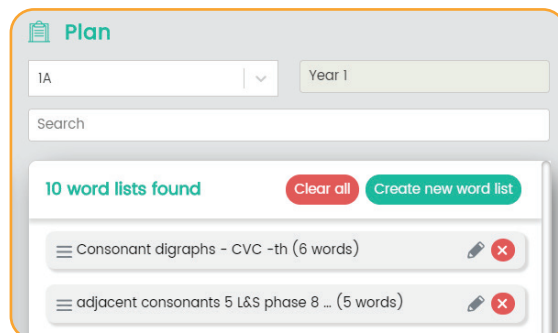 Plan
1A Year 1
Search
10 word lists found Clear all Create new word list
Consonant digraphs - CVC -th (6 words)
adjacent consonants 5 L&S phase 8 ... (5 words)